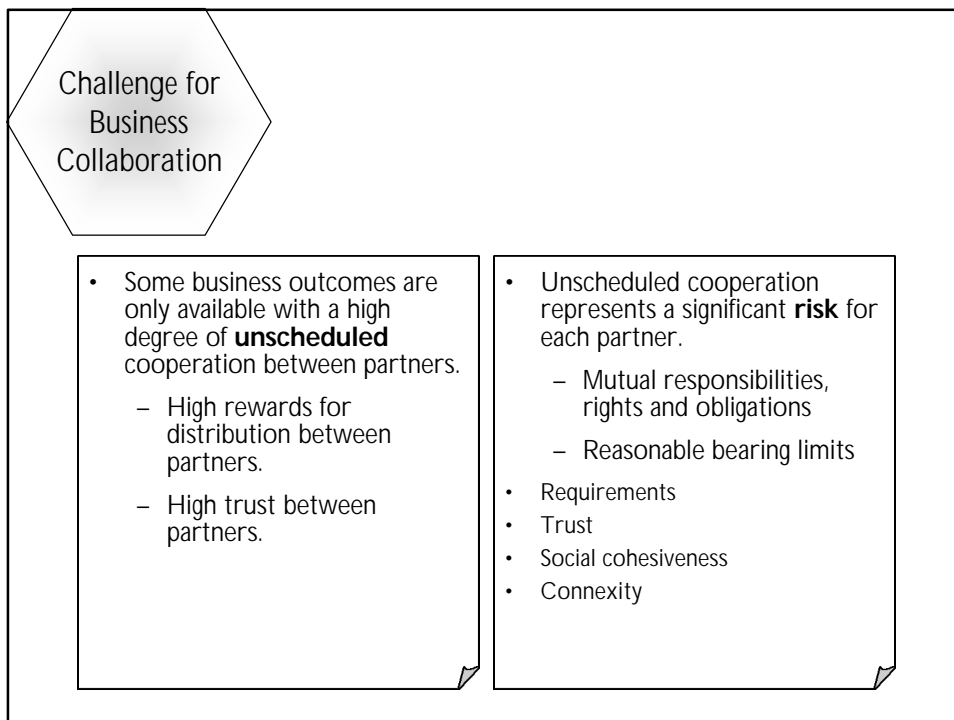 Challenge for
Business
Collaboration
• Some business outcomes are
only available with a high
degree of unscheduled
cooperation between partners.
– High rewards for
distribution between
partners.
– High trust between
partners.
• Unscheduled cooperation
represents a significant risk for
each partner.
– Mutual responsibilities,
rights and obligations
– Reasonable bearing limits
• Requirements
• Trust
• Social cohesiveness
• Connexity